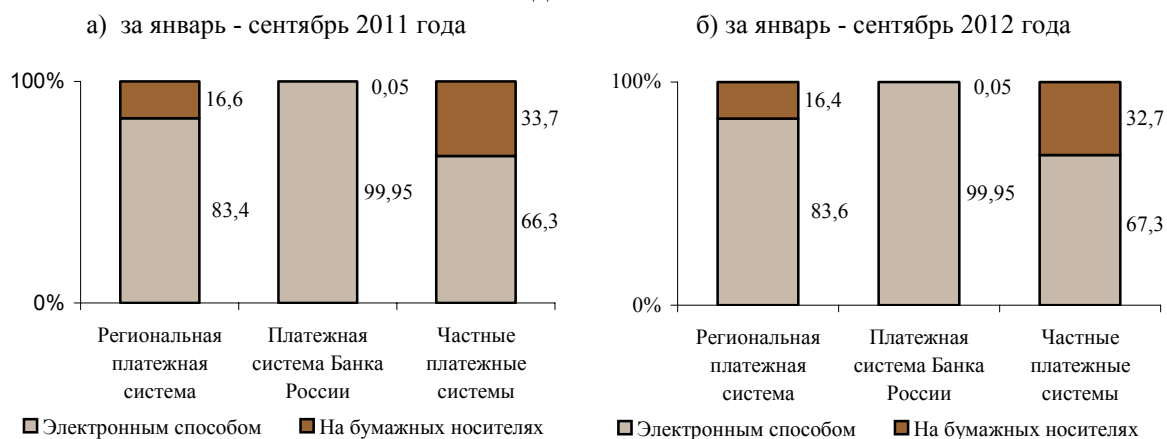 а) за январь - сентябрь 2011 года
100%
16,6
0,05
33,7
83,4
99,95
66,3
0%
Региональная
платежная
система
Платежная
система Банка
России
Частные
платежные
системы
Электронным способом
На бумажных носителях
б) за январь - сентябрь 2012 года
100%
16,4
0,05
32,7
83,6
99,95
67,3
0%
Региональная
платежная
система
Платежная
система Банка
России
Частные
платежные
системы
Электронным способом
На бумажных носителях